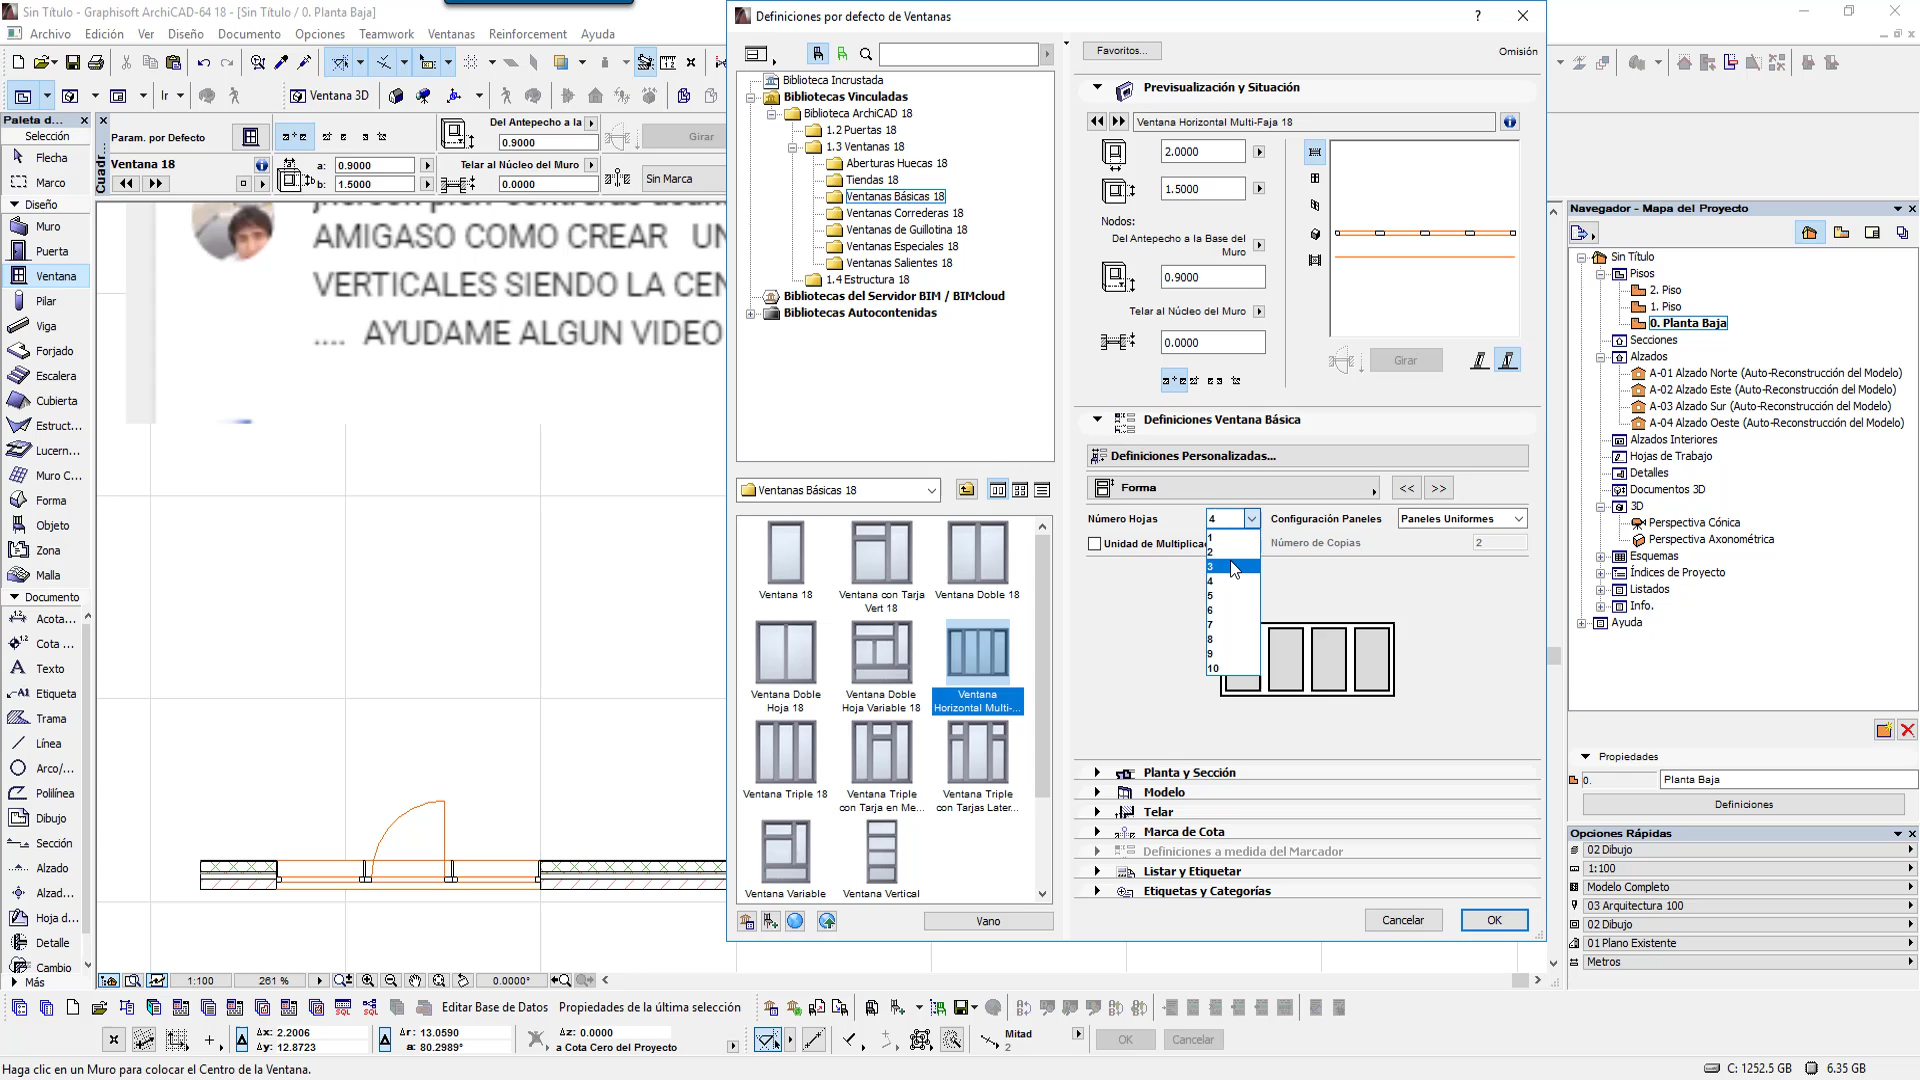 Sin Título - Graphisoft ArchiCAD-64 18 - [Sin Título / 0. Planta Baja]
Archivo Edición Ver Diseño Documento Opciones Teamwork Ventanas Reinforcement Ayuda
Ir
Ventana 3D
Paleta d...
Selección
Flecha
Marco
Diseño
Muro
Puerta
Ventana
Pilar
Viga
Forjado
Escalera
Cubierta
Estruct...
Lucern...
Muro C...
Forma
Objeto
Zona
Malla
Documento
Acota...
Cota ...
Texto
Etiqueta
Trama
Línea
Arco/...
Polilínea
Dibujo
Sección
Alzado
Alzad...
Hoja d...
Detalle
Cambio
Más
Cuadr...
Param. por Defecto
Ventana 18
a: 0.9000
b: 1.5000
Del Antepecho a la
0.9000
Telar al Núcleo del Muro
0.0000
Girar
Sin Marca
AMIGASO COMO CREAR UN
VERTICALES SIENDO LA CEN
.... AYUDAME ALGUN VIDEO
Definiciones por defecto de Ventanas
Biblioteca Incrustada
Bibliotecas Vinculadas
Biblioteca ArchiCAD 18
1.2 Puertas 18
1.3 Ventanas 18
Aberturas Huecas 18
Tiendas 18
Ventanas Básicas 18
Ventanas Correderas 18
Ventanas de Guillotina 18
Ventanas Especiales 18
Ventanas Salientes 18
1.4 Estructura 18
Bibliotecas del Servidor BIM / BIMcloud
Bibliotecas Autocontenidas
Ventanas Básicas 18
Ventana 18
Ventana con Tarja Vert 18
Ventana Doble 18
Ventana Doble Hoja 18
Ventana Doble Hoja Variable 18
Ventana Horizontal Multi-...
Ventana Triple 18
Ventana Triple con Tarja en Me...
Ventana Triple con Tarjas Later...
Ventana Variable
Ventana Vertical
Vano
Favoritos...
Omisión
Previsualización y Situación
Ventana Horizontal Multi-Faja 18
2.0000
1.5000
Nodos:
Del Antepecho a la Base del Muro
0.9000
Telar al Núcleo del Muro
0.0000
Girar
Definiciones Ventana Básica
Definiciones Personalizadas...
Forma
<< >>
Número Hojas 4 Configuración Paneles Paneles Uniformes
Unidad de Multiplica Número de Copias 2
1
2
3
4
5
6
7
8
9
10
Planta y Sección
Modelo
Telar
Marca de Cota
Definiciones a medida del Marcador
Listar y Etiquetar
Etiquetas y Categorías
Cancelar OK
Navegador - Mapa del Proyecto
Sin Título
Pisos
2. Piso
1. Piso
0. Planta Baja
Secciones
Alzados
A-01 Alzado Norte (Auto-Reconstrucción del Modelo)
A-02 Alzado Este (Auto-Reconstrucción del Modelo)
A-03 Alzado Sur (Auto-Reconstrucción del Modelo)
A-04 Alzado Oeste (Auto-Reconstrucción del Modelo)
Alzados Interiores
Hojas de Trabajo
Detalles
Documentos 3D
3D
Perspectiva Cónica
Perspectiva Axonométrica
Esquemas
Índices de Proyecto
Listados
Info.
Ayuda
Propiedades
0. Planta Baja
Definiciones
Opciones Rápidas
02 Dibujo
1:100
Modelo Completo
03 Arquitectura 100
02 Dibujo
01 Plano Existente
Metros
1:100 261 % 0.0000°
Editar Base de Datos Propiedades de la última selección
Δx: 2.2006
Δy: 12.8723
Δr: 13.0590
a: 80.2989°
Δz: 0.0000
a Cota Cero del Proyecto
Mitad
2
OK Cancelar
Haga clic en un Muro para colocar el Centro de la Ventana.
C: 1252.5 GB 6.35 GB